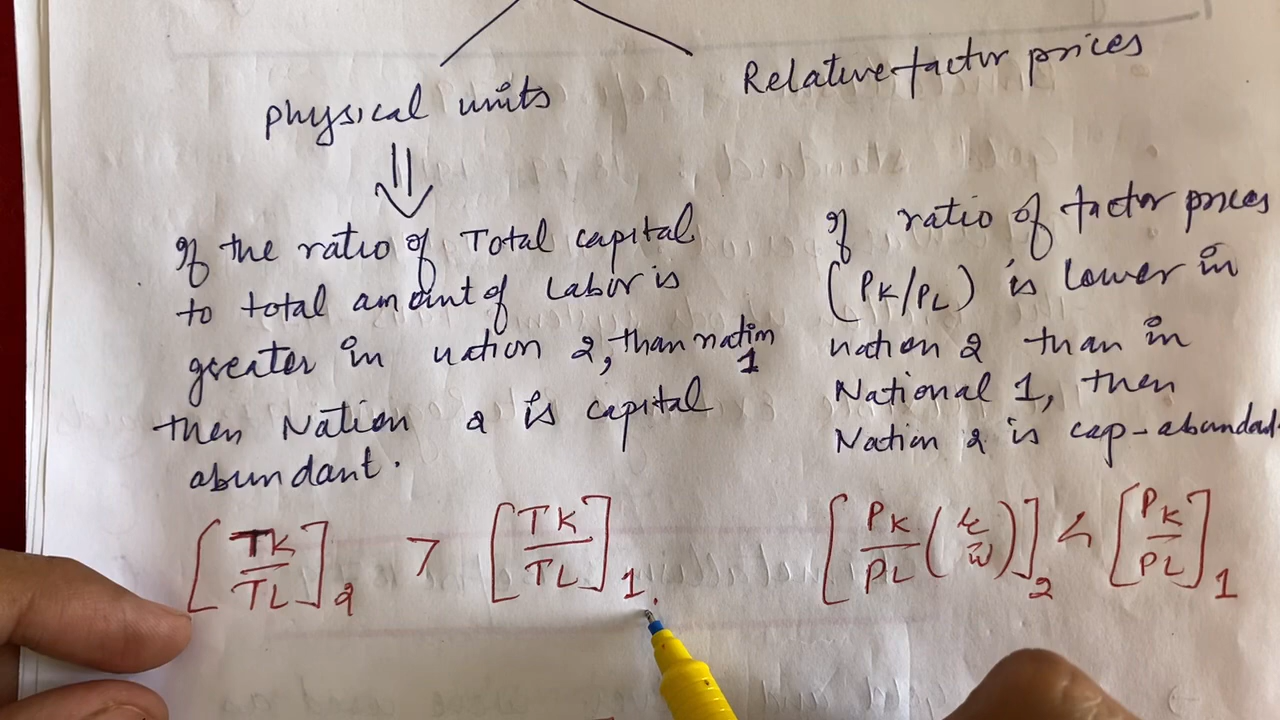 Physical units
Relative factor prices
If the ratio of Total capital
to total amount of Labor is
greater in nation 2, than nation 1
then Nation 2 is capital
abundant.
[TK/TL]2 > [TK/TL]1.
If ratio of factor prices
(PK/PL) is lower in
nation 2 than in
National 1, then
Nation 2 is cap-abundant
[PK/PL (r/w)]2 < [PK/PL]1